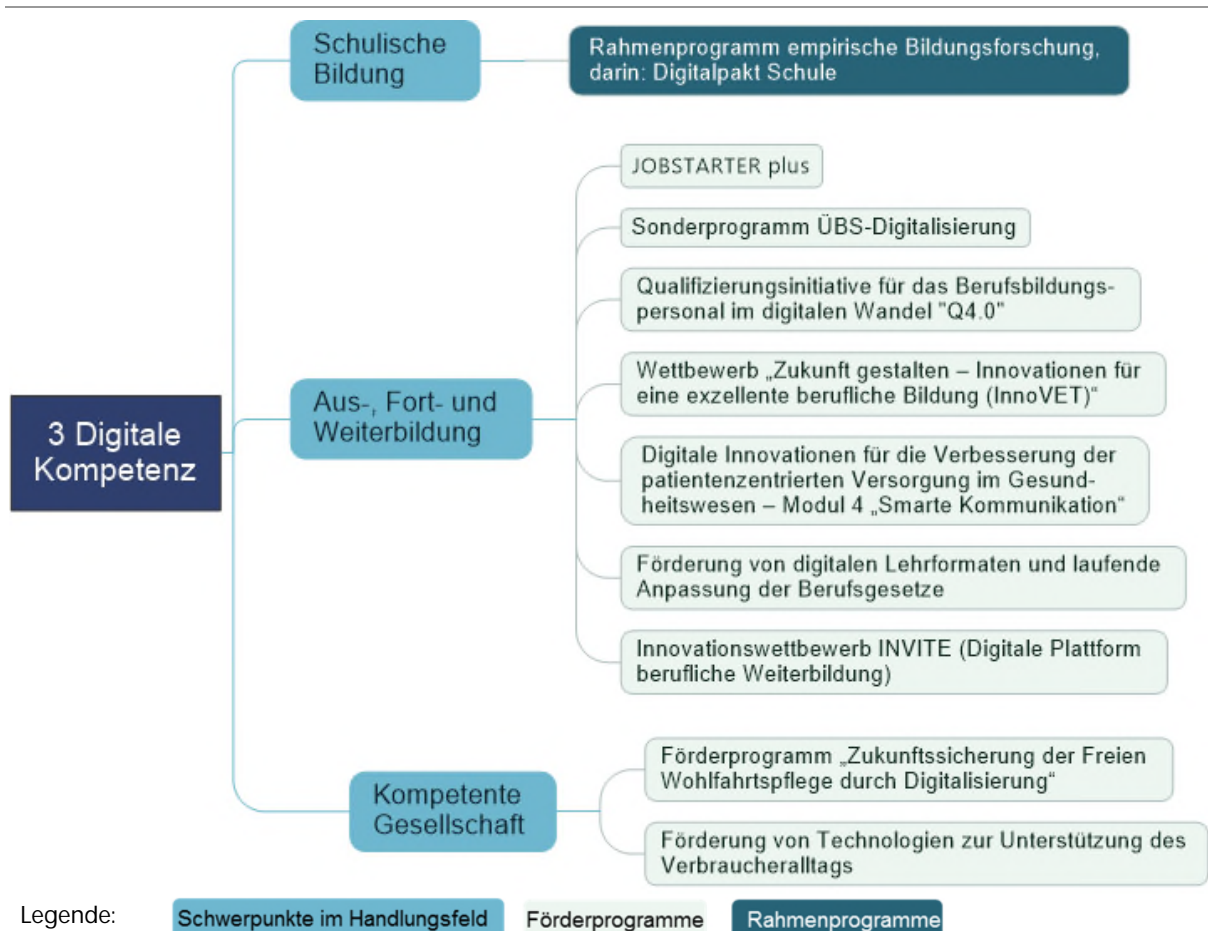 Schulische
Bildung
Rahmenprogramm empirische Bildungsforschung,
darin: Digitalpakt Schule
3 Digitale
Kompetenz
Aus-, Fort- und
Weiterbildung
JOBSTARTER plus
Sonderprogramm ÜBS-Digitalisierung
Qualifizierungsinitiative für das Berufsbildungs-
personal im digitalen Wandel "Q4.0"
Wettbewerb „Zukunft gestalten – Innovationen für
eine exzellente berufliche Bildung (InnoVET)“
Digitale Innovationen für die Verbesserung der
patientenzentrierten Versorgung im Gesund-
heitswesen – Modul 4 „Smarte Kommunikation“
Förderung von digitalen Lehrformaten und laufende
Anpassung der Berufsgesetze
Innovationswettbewerb INVITE (Digitale Plattform
berufliche Weiterbildung)
Kompetente
Gesellschaft
Förderprogramm „Zukunftssicherung der Freien
Wohlfahrtspflege durch Digitalisierung“
Förderung von Technologien zur Unterstützung des
Verbraucheralltags
Legende:
Schwerpunkte im Handlungsfeld
Förderprogramme
Rahmenprogramme